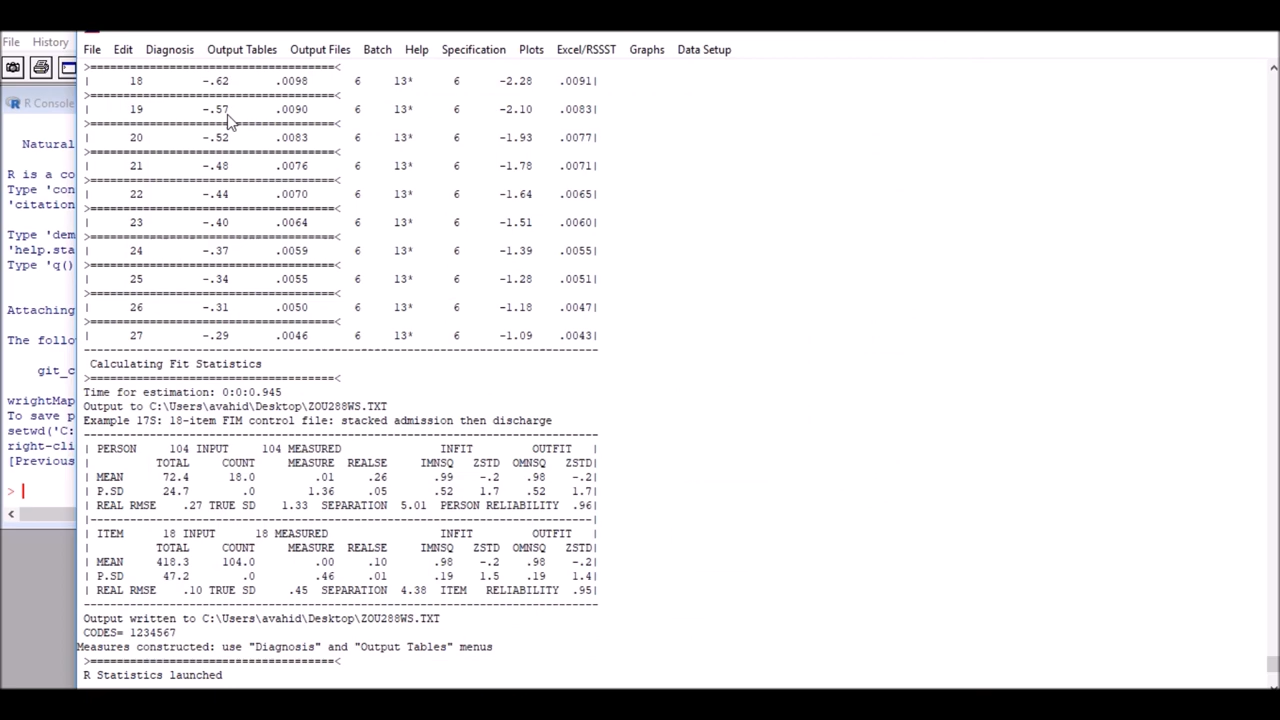 File History
File Edit Diagnosis Output Tables Output Files Batch Help Specification Plots Excel/RSSST Graphs Data Setup
R Console
Natural
R is a co
Type 'con
'citation
Type 'dem
'help.sta
Type 'q()
Attaching
The follo
git_c
wrightMap
To save p
setwd('C:
right-cli
[Previous
>
>===================================<
| 18 -.62 .0098 6 13* 6 -2.28 .0091|
>===================================<
| 19 -.57 .0090 6 13* 6 -2.10 .0083|
>===================================<
| 20 -.52 .0083 6 13* 6 -1.93 .0077|
>===================================<
| 21 -.48 .0076 6 13* 6 -1.78 .0071|
>===================================<
| 22 -.44 .0070 6 13* 6 -1.64 .0065|
>===================================<
| 23 -.40 .0064 6 13* 6 -1.51 .0060|
>===================================<
| 24 -.37 .0059 6 13* 6 -1.39 .0055|
>===================================<
| 25 -.34 .0055 6 13* 6 -1.28 .0051|
>===================================<
| 26 -.31 .0050 6 13* 6 -1.18 .0047|
>===================================<
| 27 -.29 .0046 6 13* 6 -1.09 .0043|
Calculating Fit Statistics
>===================================<
Time for estimation: 0:0:0.945
Output to C:\Users\avahid\Desktop\ZOU288WS.TXT
Example 17S: 18-item FIM control file: stacked admission then discharge
| PERSON 104 INPUT 104 MEASURED INFIT OUTFIT |
| TOTAL COUNT MEASURE REALSE IMNSQ ZSTD OMNSQ ZSTD|
| MEAN 72.4 18.0 .01 .26 .99 -.2 .98 -.2|
| P.SD 24.7 .0 1.36 .05 .52 1.7 .52 1.7|
| REAL RMSE .27 TRUE SD 1.33 SEPARATION 5.01 PERSON RELIABILITY .96|
| ITEM 18 INPUT 18 MEASURED INFIT OUTFIT |
| TOTAL COUNT MEASURE REALSE IMNSQ ZSTD OMNSQ ZSTD|
| MEAN 418.3 104.0 .00 .10 .98 -.2 .98 -.2|
| P.SD 47.2 .0 .46 .01 .19 1.5 .19 1.4|
| REAL RMSE .10 TRUE SD .45 SEPARATION 4.38 ITEM RELIABILITY .95|
Output written to C:\Users\avahid\Desktop\ZOU288WS.TXT
CODES= 1234567
Measures constructed: use "Diagnosis" and "Output Tables" menus
>===================================<
R Statistics launched